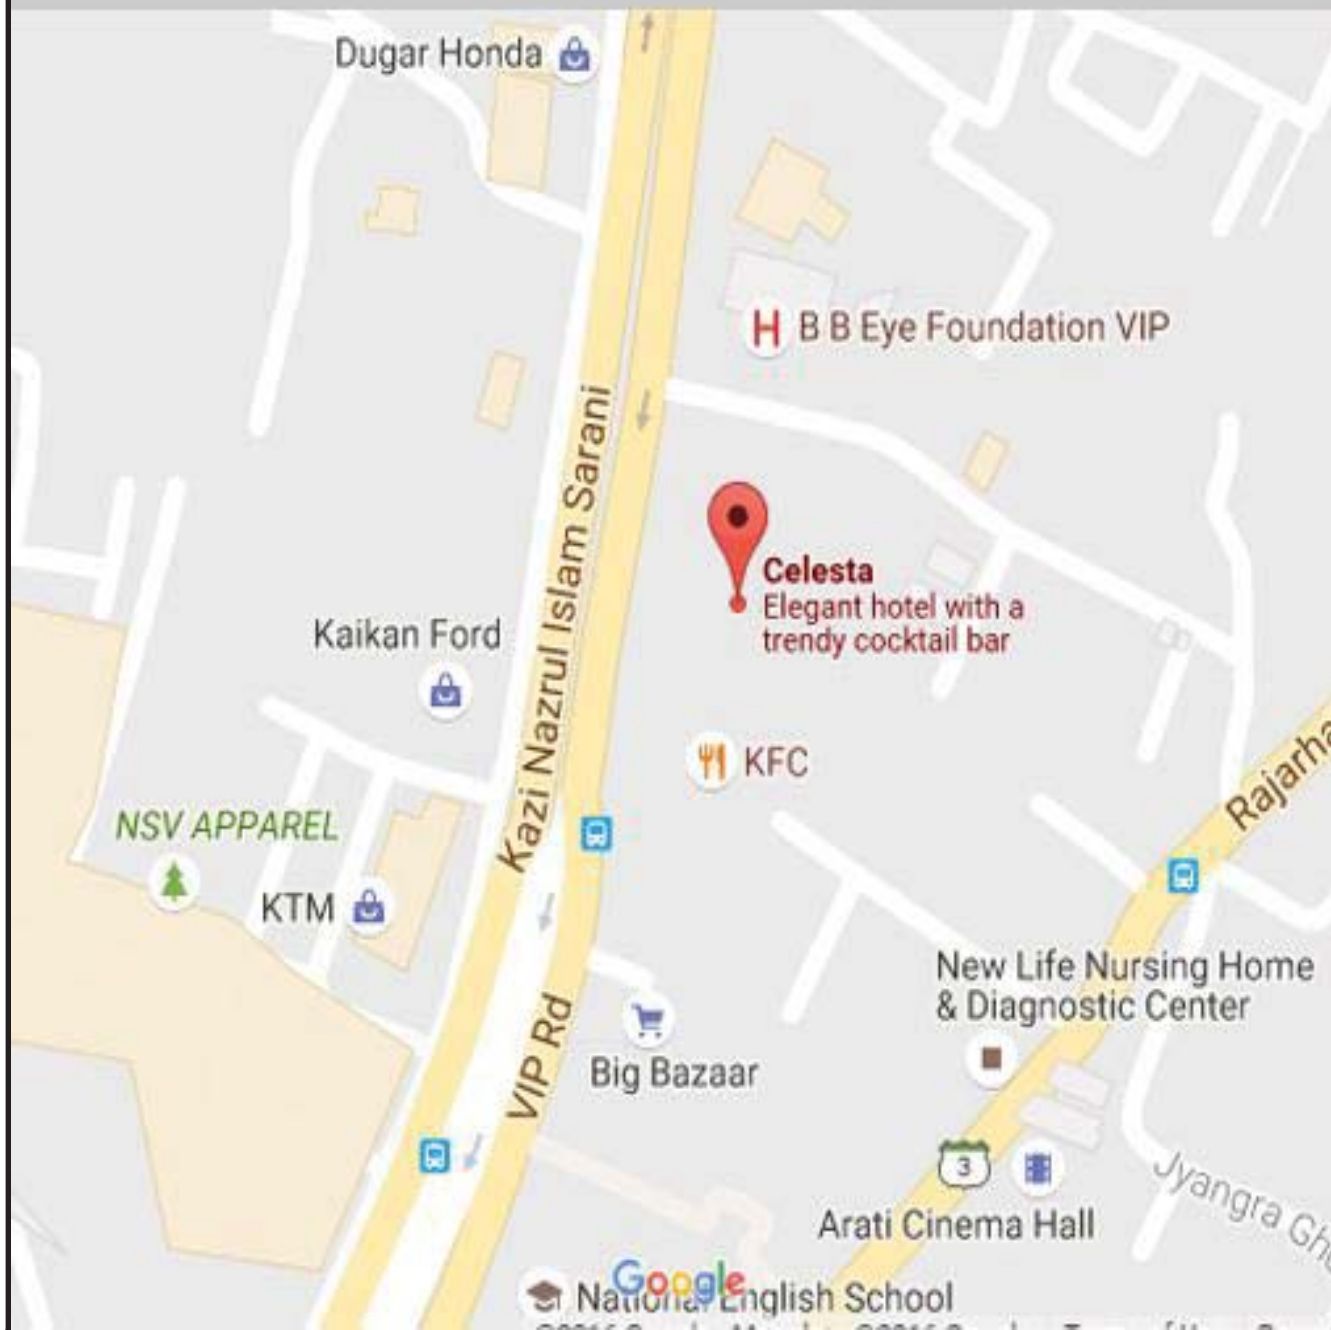 Dugar Honda
H B B Eye Foundation VIP
Kazi Nazrul Islam Sarani
Celesta
Elegant hotel with a
trendy cocktail bar
Kaikan Ford
KFC
Rajarha
NSV APPAREL
KTM
New Life Nursing Home
& Diagnostic Center
VIP Rd
Big Bazaar
3
Jyangra Gh
Arati Cinema Hall
Google
National English School